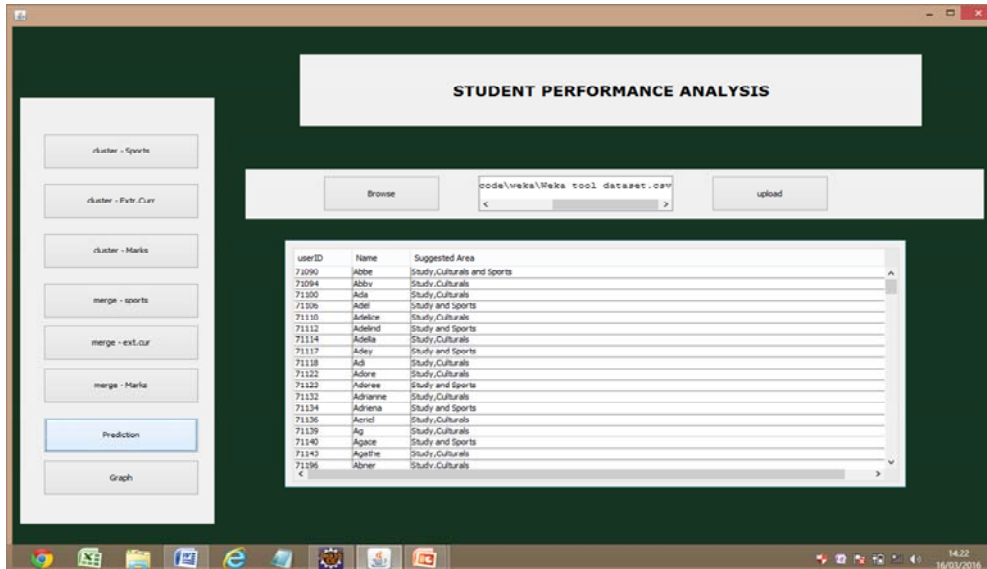 STUDENT PERFORMANCE ANALYSIS
cluster - Sports
cluster - Extr.Curr
cluster - Marks
merge - sports
merge - ext.cur
merge - Marks
Prediction
Graph
Browse
code\weka\Weka tool dataset.csv
upload
userID Name Suggested Area
71090 Abbe Study,Culturals and Sports
71094 Abby Study,Culturals
71100 Ada Study,Culturals
71106 Adel Study and Sports
71110 Adelice Study,Culturals
71112 Adelind Study and Sports
71114 Adella Study,Culturals
71117 Adey Study and Sports
71118 Adi Study,Culturals
71122 Adore Study,Culturals
71123 Adoree Study and Sports
71132 Adrianne Study,Culturals
71134 Adriena Study and Sports
71136 Aeriel Study,Culturals
71139 Ag Study,Culturals
71140 Agace Study and Sports
71143 Agathe Study,Culturals
71196 Abner Study,Culturals
14:22
16/03/2016